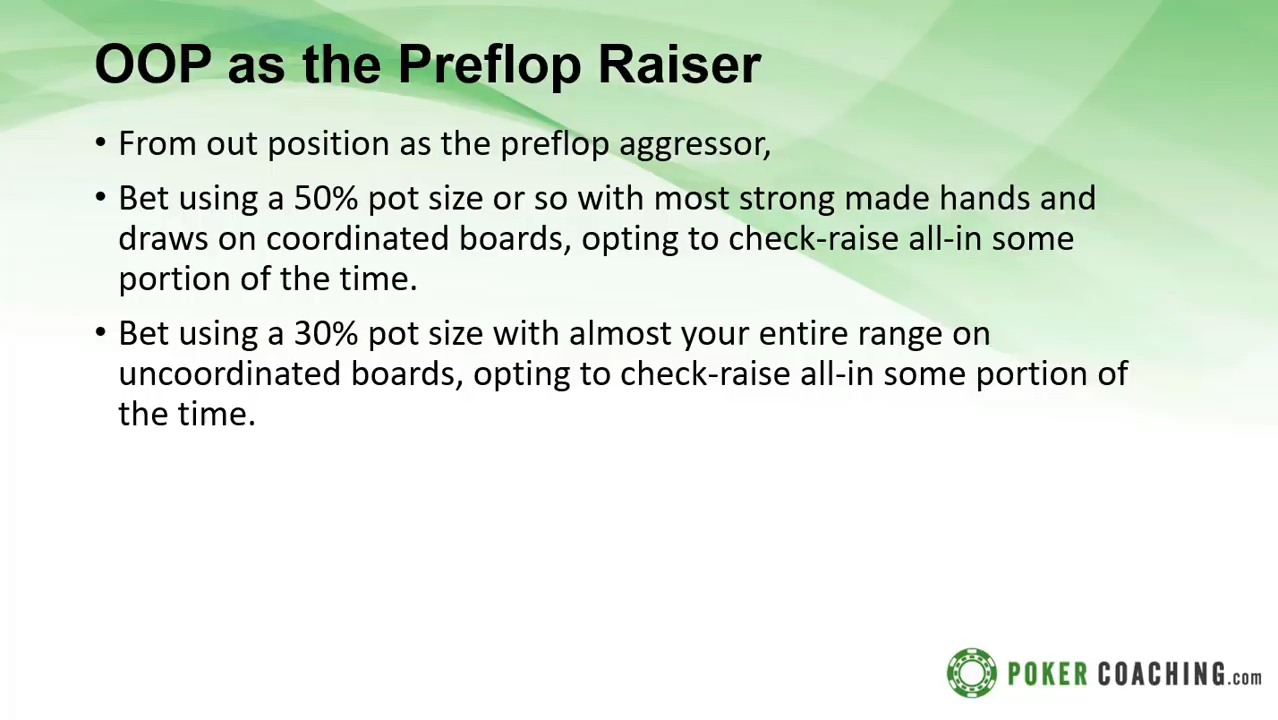 OOP as the Preflop Raiser
• From out position as the preflop aggressor,
• Bet using a 50% pot size or so with most strong made hands and
draws on coordinated boards, opting to check-raise all-in some
portion of the time.
• Bet using a 30% pot size with almost your entire range on
uncoordinated boards, opting to check-raise all-in some portion of
the time.
POKER COACHING.com